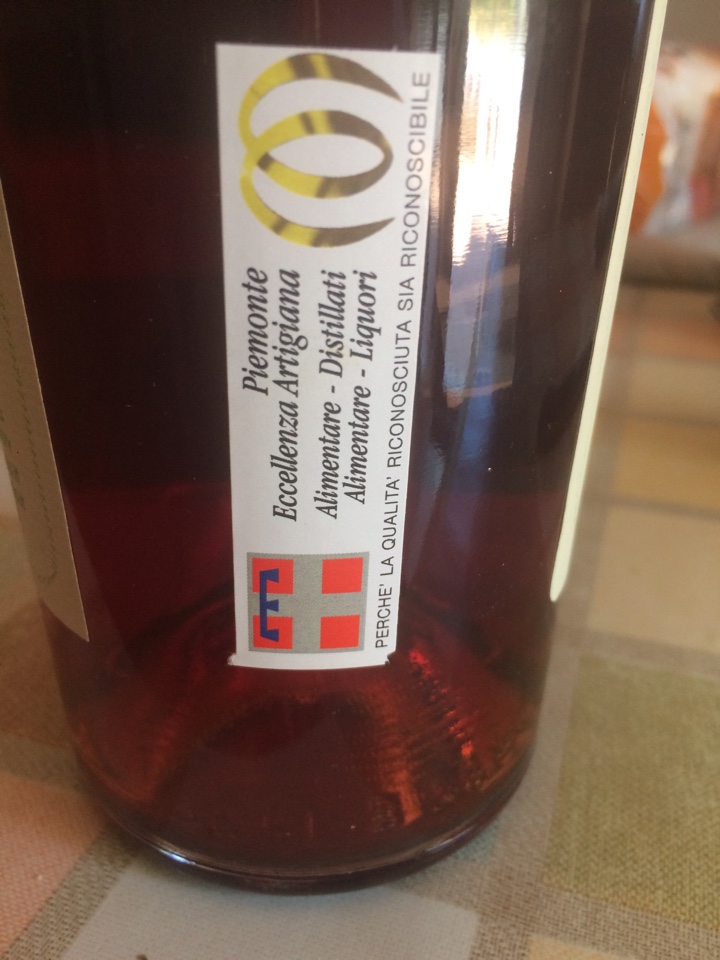 Piemonte
Eccellenza Artigiana
Alimentare - Distillati
Alimentare - Liquori
PERCHE' LA QUALITA' RICONOSCIUTA SIA RICONOSCIBILE